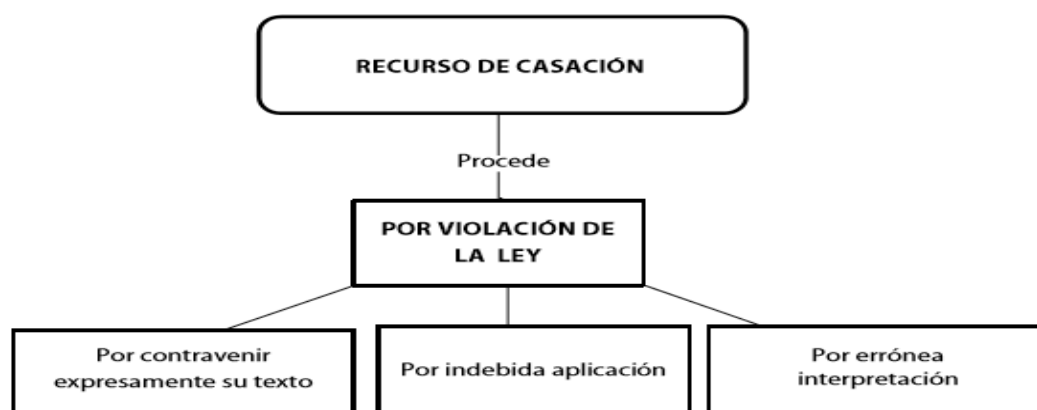 RECURSO DE CASACIÓN
Procede
POR VIOLACIÓN DE
LA LEY
Por contravenir
expresamente su texto
Por indebida aplicación
Por errónea
interpretación